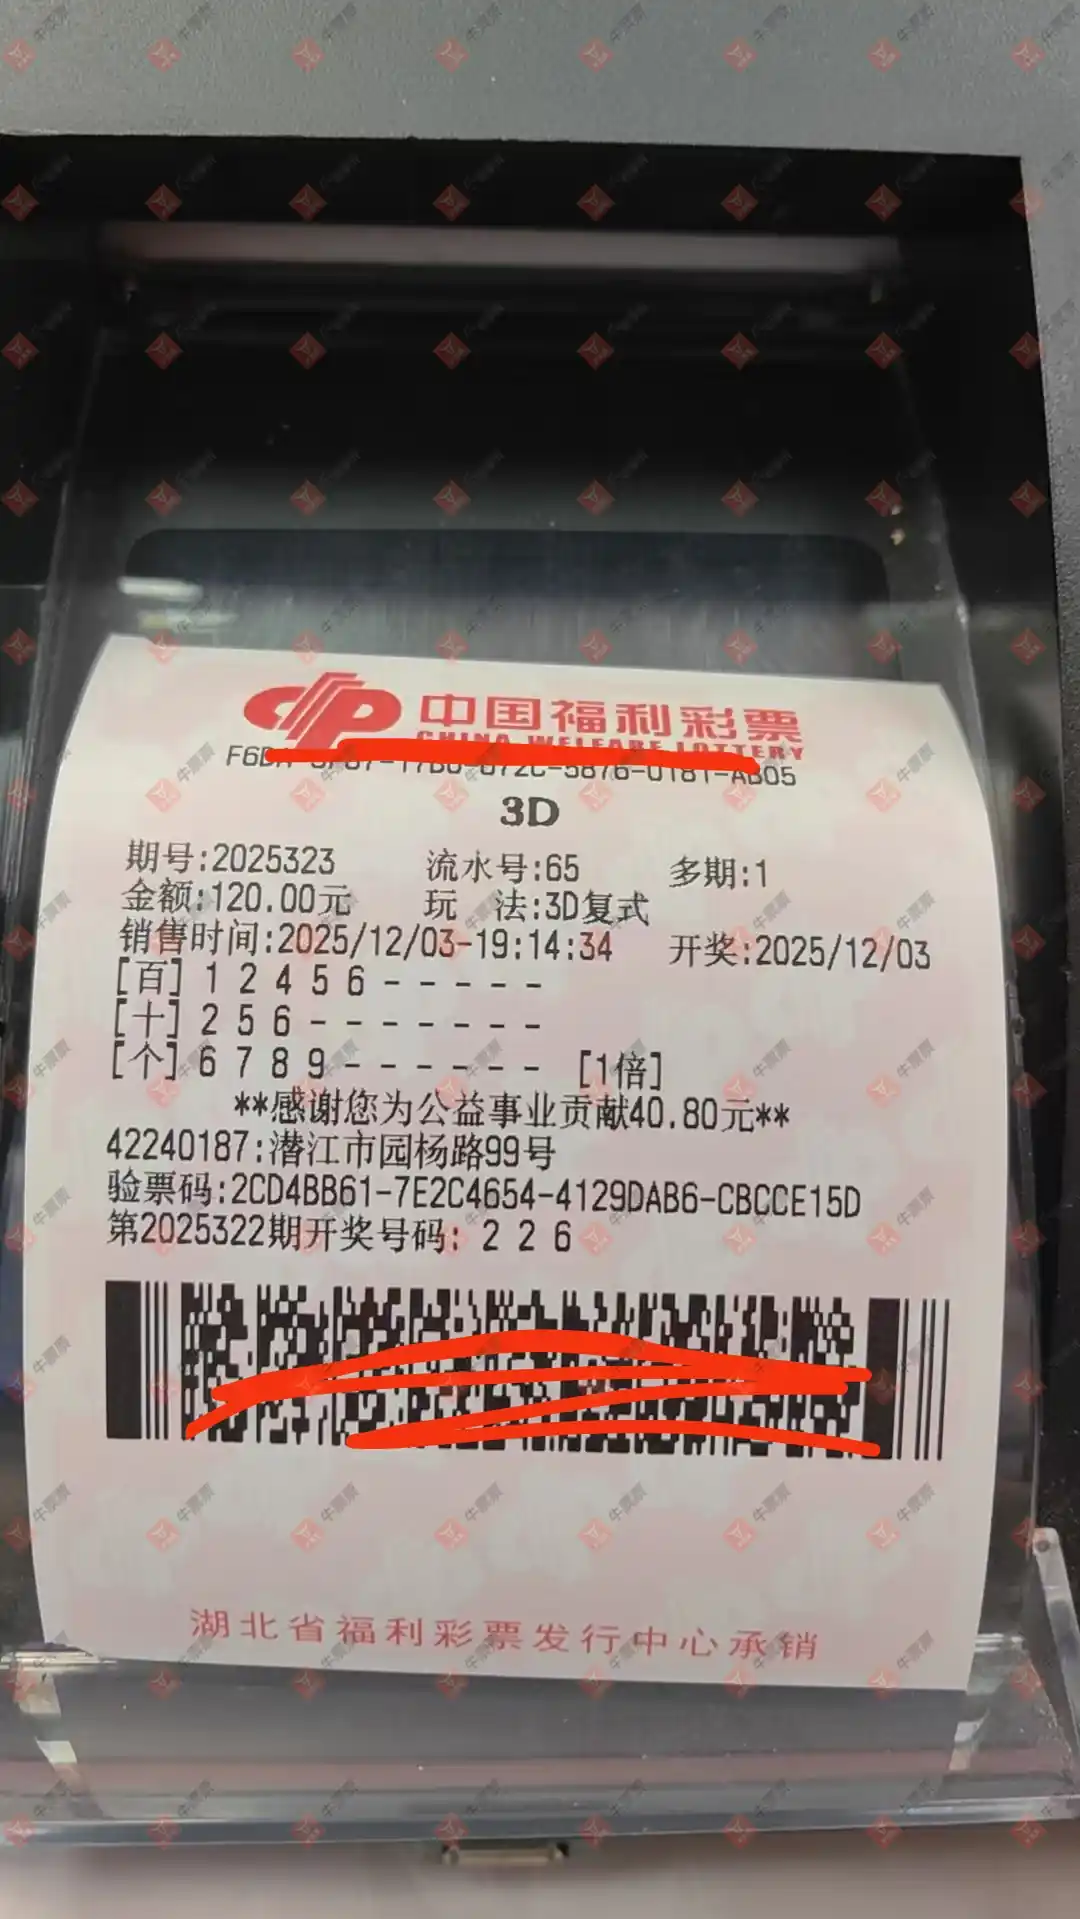 中国福利彩票
CHINA WELFARE LOTTERY
3D
期号:2025323 流水号:65 多期:1
金额:120.00元 玩 法:3D复式
销售时间:2025/12/03-19:14:34 开奖:2025/12/03
[百] 1 2 4 5 6 - - - - -
[十] 2 5 6 - - - - - - -
[个] 6 7 8 9 - - - - - - [1倍]
**感谢您为公益事业贡献40.80元**
42240187:潜江市园杨路99号
验票码:2CD4BB61-7E2C4654-4129DAB6-CBCCE15D
第2025322期开奖号码: 2 2 6
湖北省福利彩票发行中心承销
牛票票